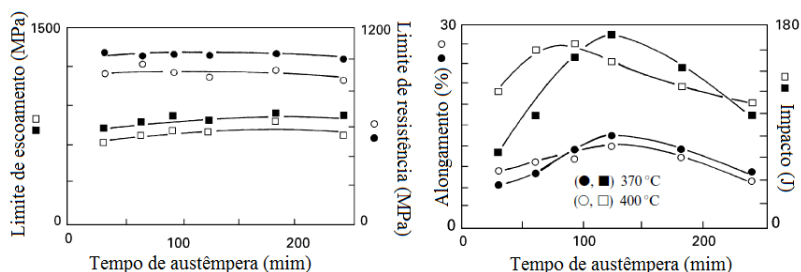 1500
Limite de escoamento (MPa)
0
1200
Limite de resistência (MPa)
0
0
100
200
Tempo de austêmpera (mim)
30
Alongamento (%)
0
180
Impacto (J)
0
(●, ■) 370 °C
(○, □) 400 °C
0
100
200
Tempo de austêmpera (mim)